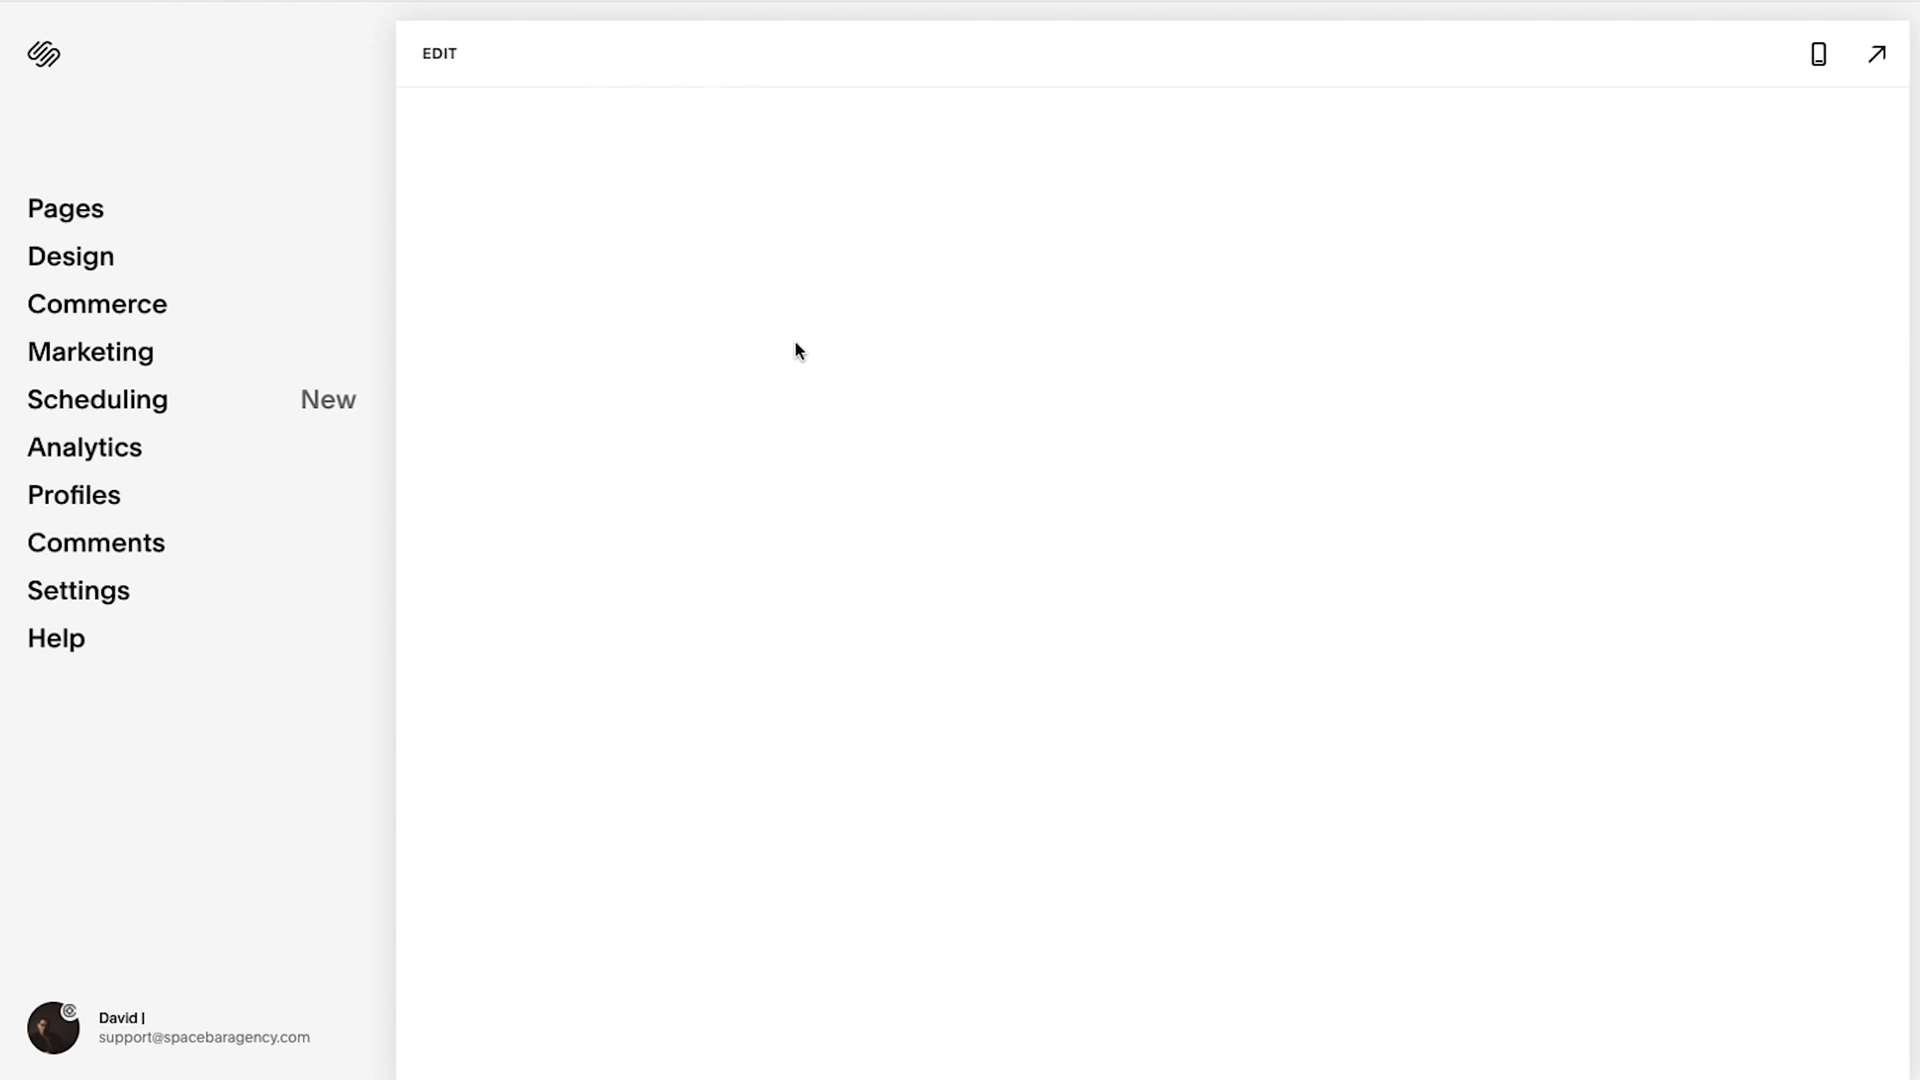 EDIT
Pages
Design
Commerce
Marketing
Scheduling New
Analytics
Profiles
Comments
Settings
Help
David I
support@spacebaragency.com